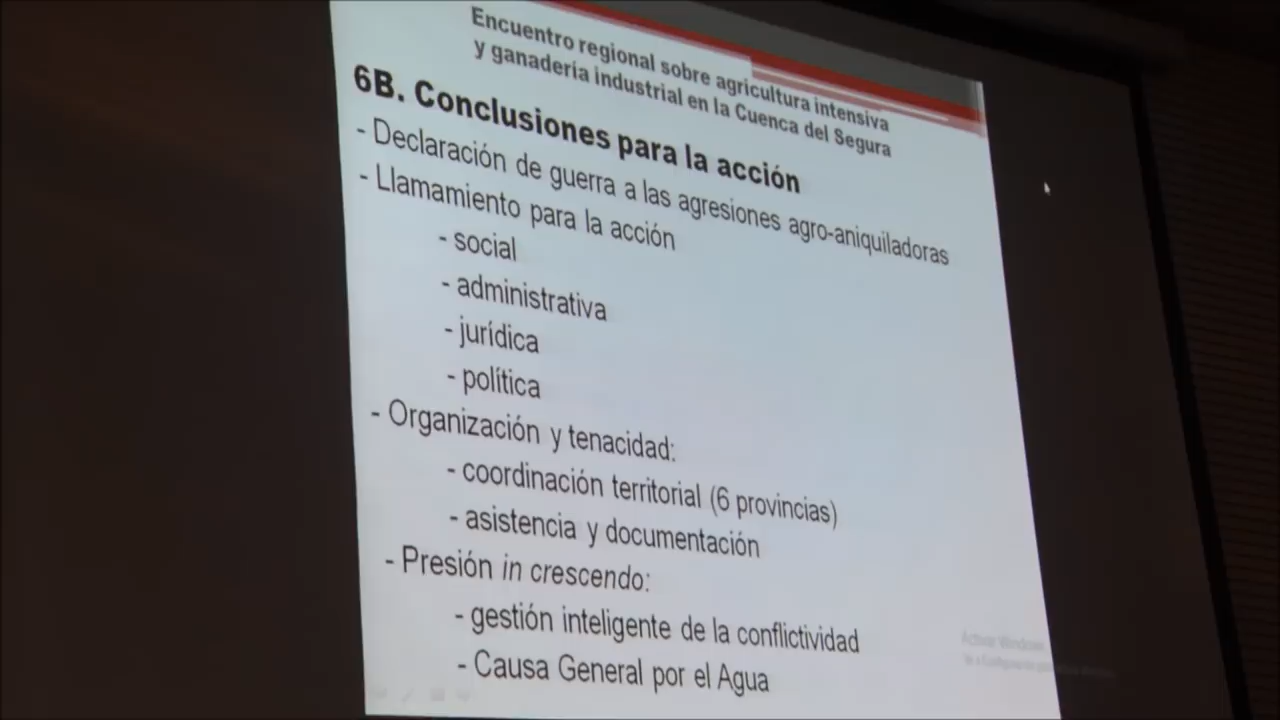 Encuentro regional sobre agricultura intensiva
y ganadería industrial en la Cuenca del Segura
6B. Conclusiones para la acción
- Declaración de guerra a las agresiones agro-aniquiladoras
- Llamamiento para la acción
- social
- administrativa
- jurídica
- política
- Organización y tenacidad:
- coordinación territorial (6 provincias)
- asistencia y documentación
- Presión in crescendo:
- gestión inteligente de la conflictividad
- Causa General por el Agua
Activar Windows